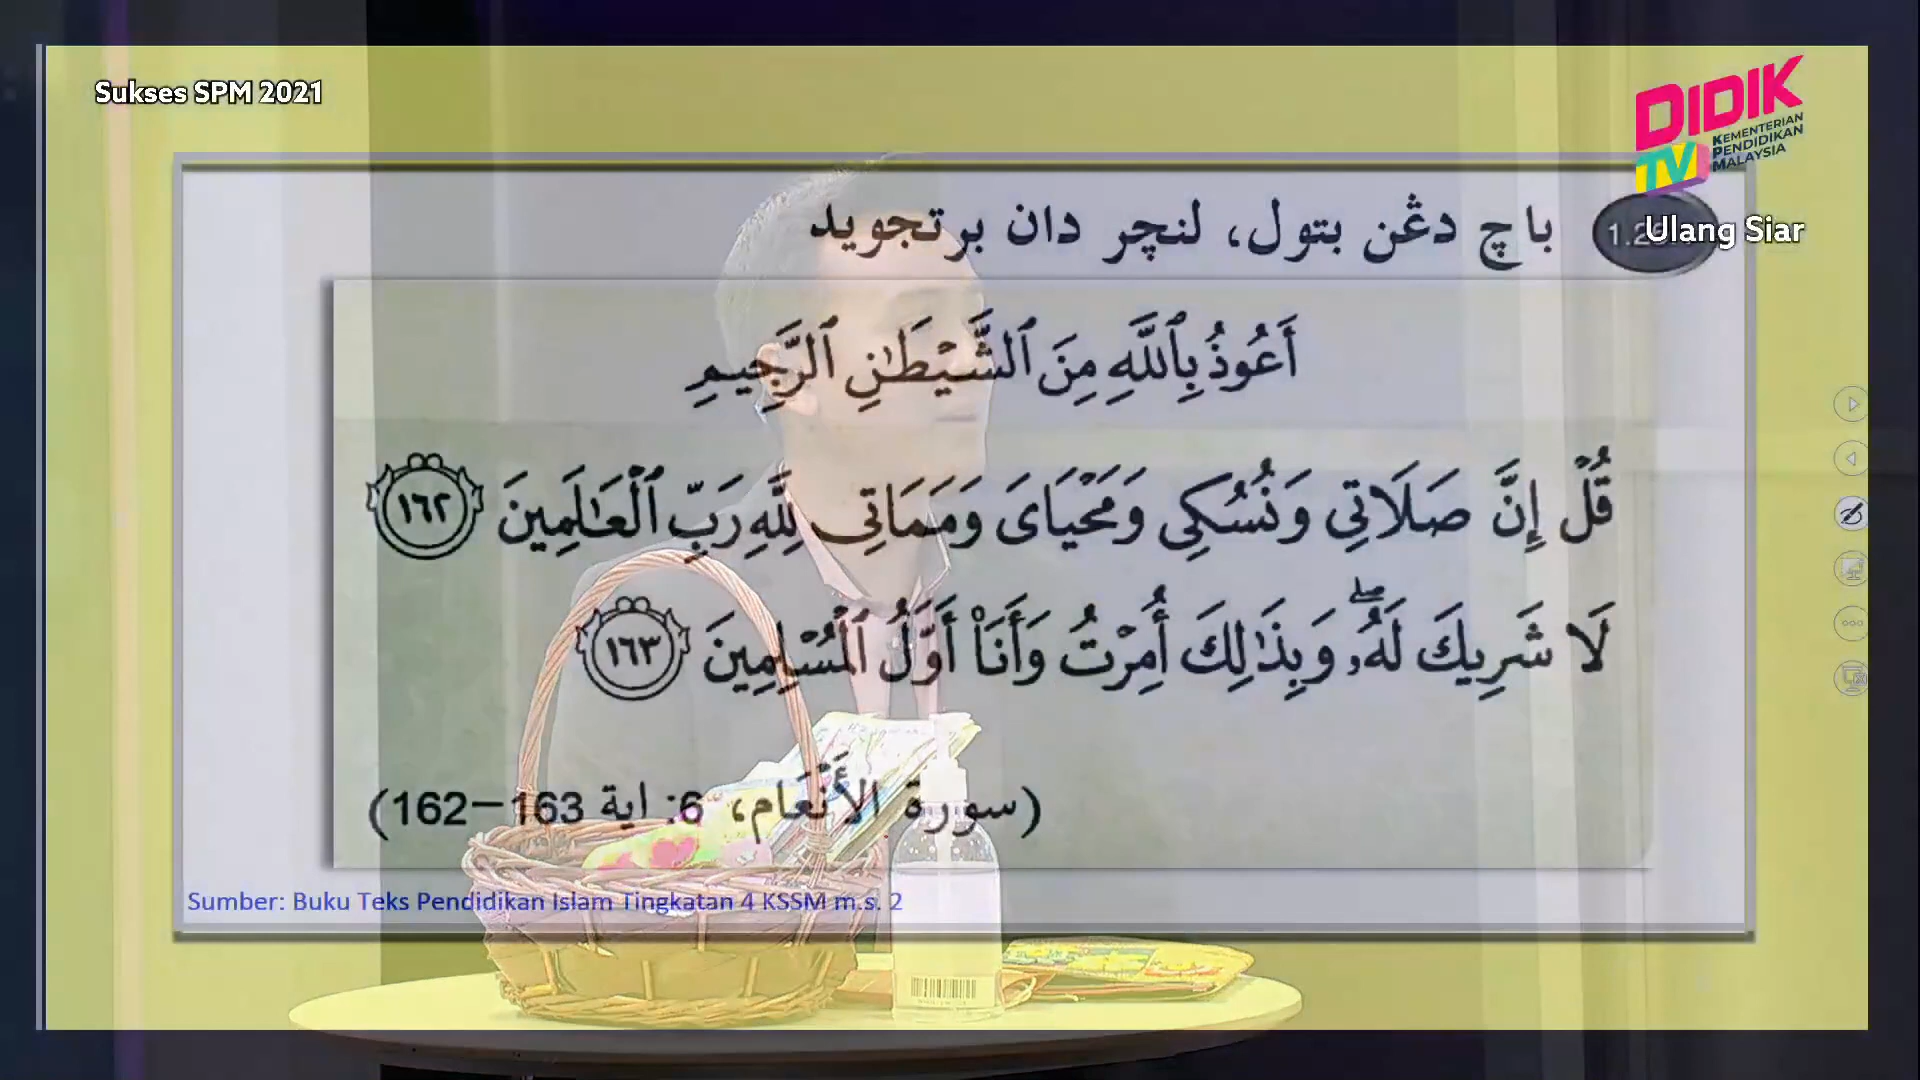 Sukses SPM 2021
DIDIK
TV
KEMENTERIAN
PENDIDIKAN
MALAYSIA
Ulang Siar
باچ دڠن بتول، لنچر دان برتجويد
أَعُوذُ بِٱللَّهِ مِنَ ٱلشَّيْطَـٰنِ ٱلرَّجِيمِ
قُلْ إِنَّ صَلَاتِى وَنُسُكِى وَمَحْيَاىَ وَمَمَاتِى لِلَّهِ رَبِّ ٱلْعَـٰلَمِينَ ١٦٢
لَا شَرِيكَ لَهُۥۖ وَبِذَٰلِكَ أُمِرْتُ وَأَنَا۠ أَوَّلُ ٱلْمُسْلِمِينَ ١٦٣
(سورة الأَنْعَام، 6: اية 162–163)
Sumber: Buku Teks Pendidikan Islam Tingkatan 4 KSSM m.s. 2